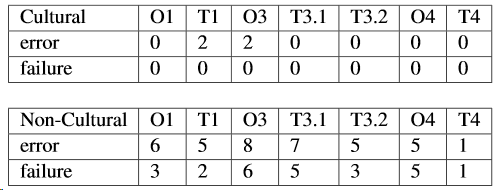 Cultural O1 T1 O3 T3.1 T3.2 O4 T4
error 0 2 2 0 0 0 0
failure 0 0 0 0 0 0 0
Non-Cultural O1 T1 O3 T3.1 T3.2 O4 T4
error 6 5 8 7 5 5 1
failure 3 2 6 5 3 5 1